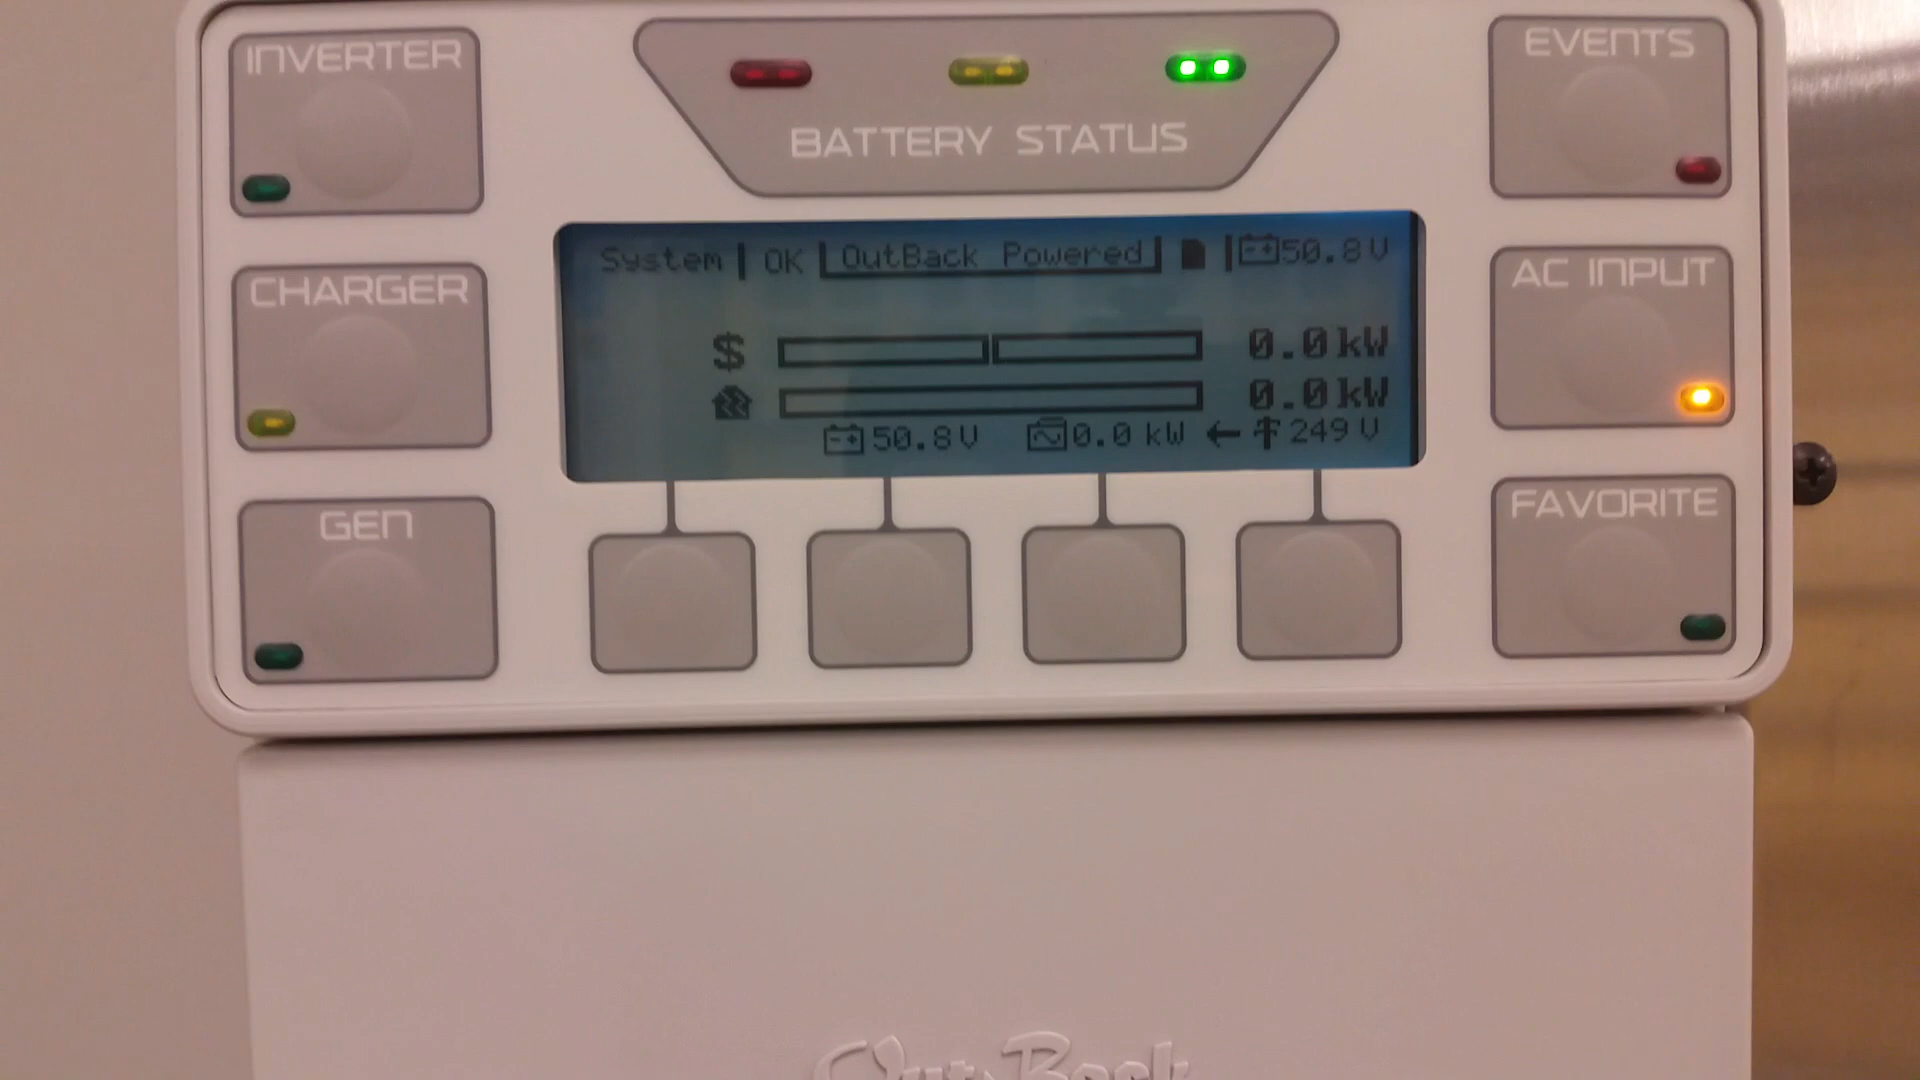 INVERTER
BATTERY STATUS
EVENTS
CHARGER
System OK OutBack Powered 50.8 V
$ 0.0 kW
0.0 kW
50.8 V 0.0 kW ← 249 V
AC INPUT
GEN
FAVORITE
OutBack